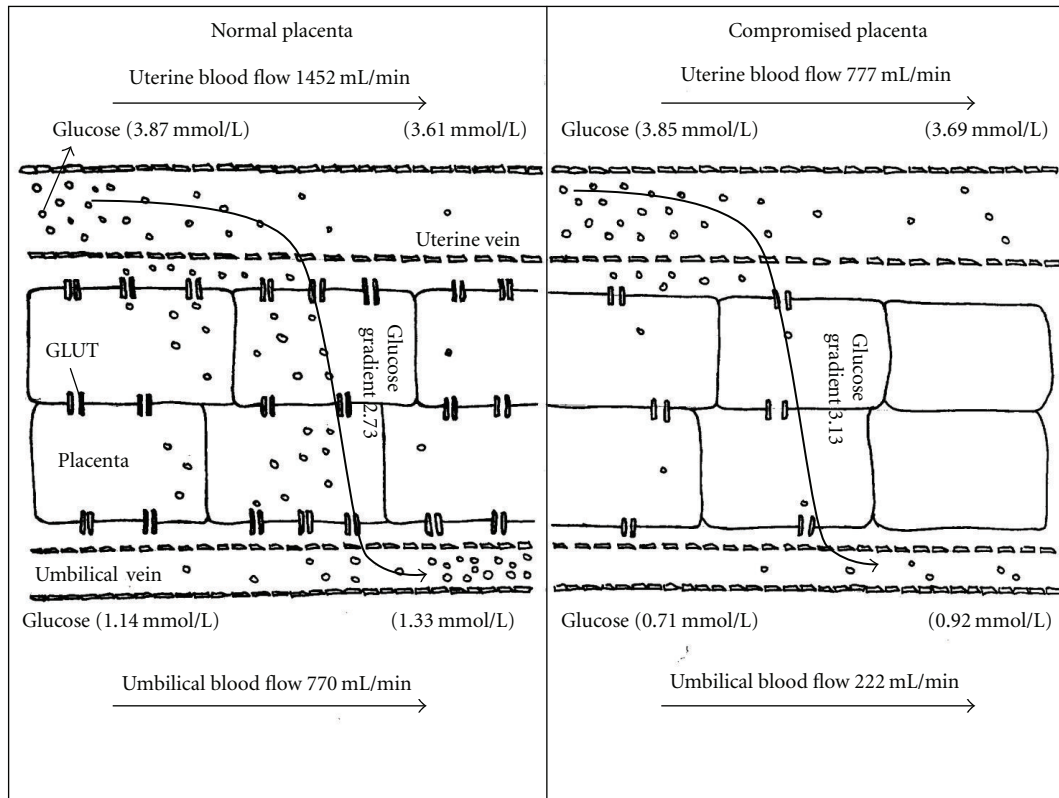 Normal placenta
Uterine blood flow 1452 mL/min
Glucose (3.87 mmol/L)
(3.61 mmol/L)
Uterine vein
GLUT
Glucose
gradient 2.73
Placenta
Umbilical vein
Glucose (1.14 mmol/L)
(1.33 mmol/L)
Umbilical blood flow 770 mL/min
Compromised placenta
Uterine blood flow 777 mL/min
Glucose (3.85 mmol/L)
(3.69 mmol/L)
Glucose
gradient 3.13
Glucose (0.71 mmol/L)
(0.92 mmol/L)
Umbilical blood flow 222 mL/min